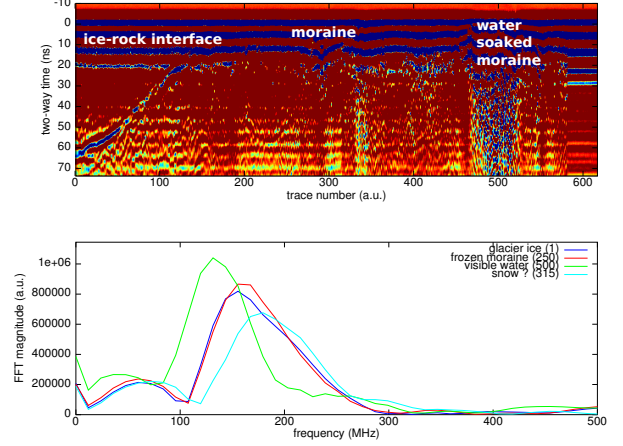 -10
0
10
20
30
40
50
60
70
two-way time (ns)
ice-rock interface
moraine
water
soaked
moraine
0
100
200
300
400
500
600
trace number (a.u.)
1e+06
800000
600000
400000
200000
0
FFT magnitude (a.u.)
glacier ice (1)
frozen moraine (250)
visible water (500)
snow ? (315)
0
100
200
300
400
500
frequency (MHz)